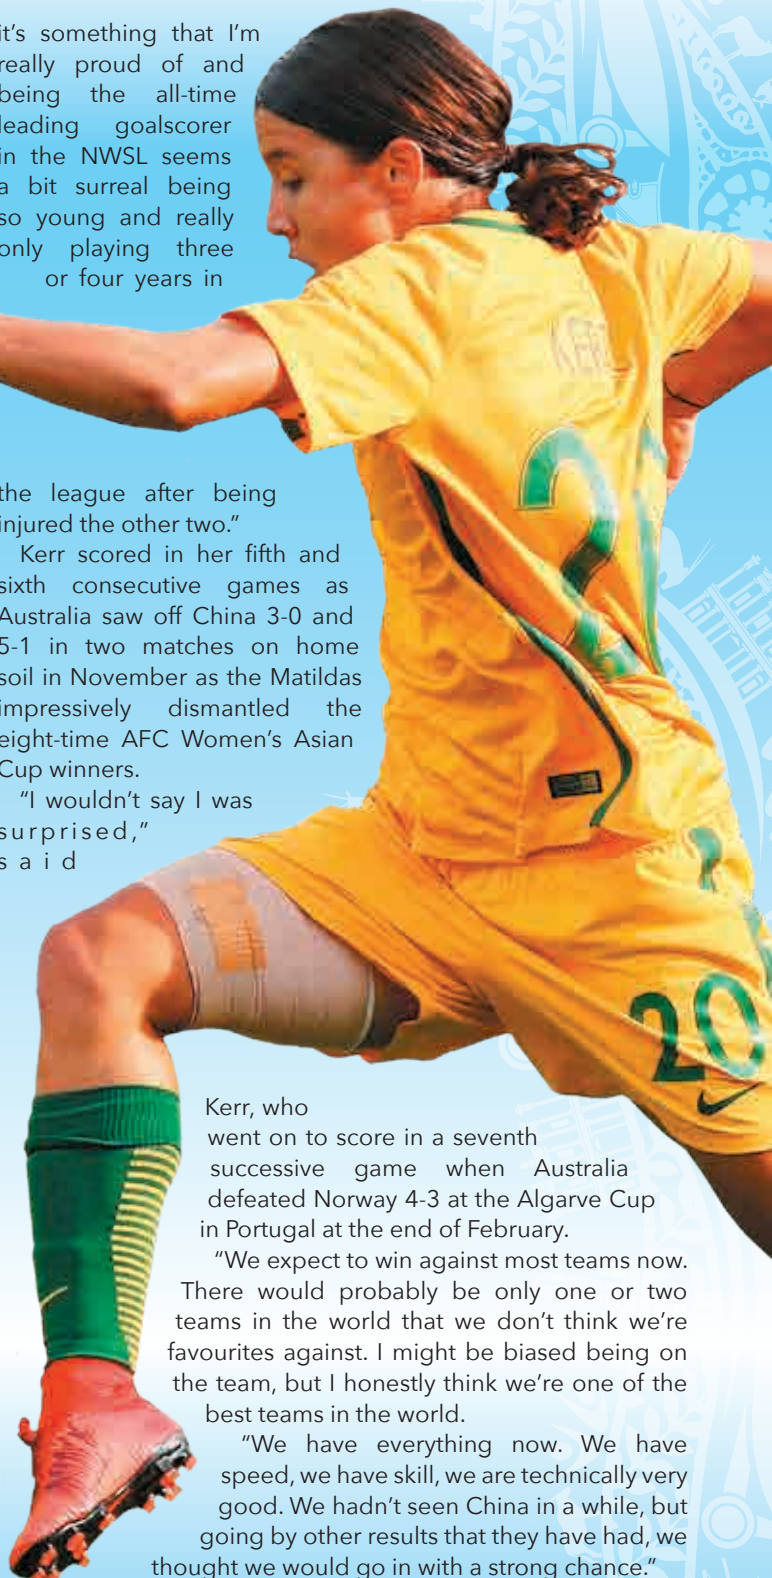 it's something that I'm
really proud of and
being the all-time
leading goalscorer
in the NWSL seems
a bit surreal being
so young and really
only playing three
or four years in
the league after being
injured the other two."
Kerr scored in her fifth and
sixth consecutive games as
Australia saw off China 3-0 and
5-1 in two matches on home
soil in November as the Matildas
impressively dismantled the
eight-time AFC Women's Asian
Cup winners.
"I wouldn't say I was
surprised,"
said
Kerr, who
went on to score in a seventh
successive game when Australia
defeated Norway 4-3 at the Algarve Cup
in Portugal at the end of February.
"We expect to win against most teams now.
There would probably be only one or two
teams in the world that we don't think we're
favourites against. I might be biased being on
the team, but I honestly think we're one of the
best teams in the world.
"We have everything now. We have
speed, we have skill, we are technically very
good. We hadn't seen China in a while, but
going by other results that they have had, we
thought we would go in with a strong chance."
KERR
20
20